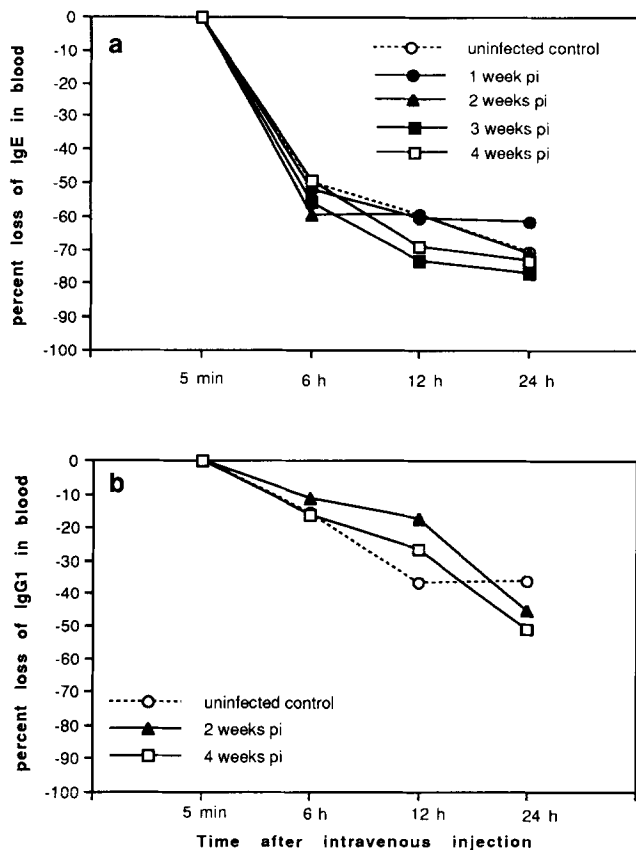 a
percent loss of IgE in blood
0
-10
-20
-30
-40
-50
-60
-70
-80
-90
-100
uninfected control
1 week pi
2 weeks pi
3 weeks pi
4 weeks pi
5 min 6 h 12 h 24 h
b
percent loss of IgG1 in blood
0
-10
-20
-30
-40
-50
-60
-70
-80
-90
-100
uninfected control
2 weeks pi
4 weeks pi
5 min 6 h 12 h 24 h
Time after intravenous injection